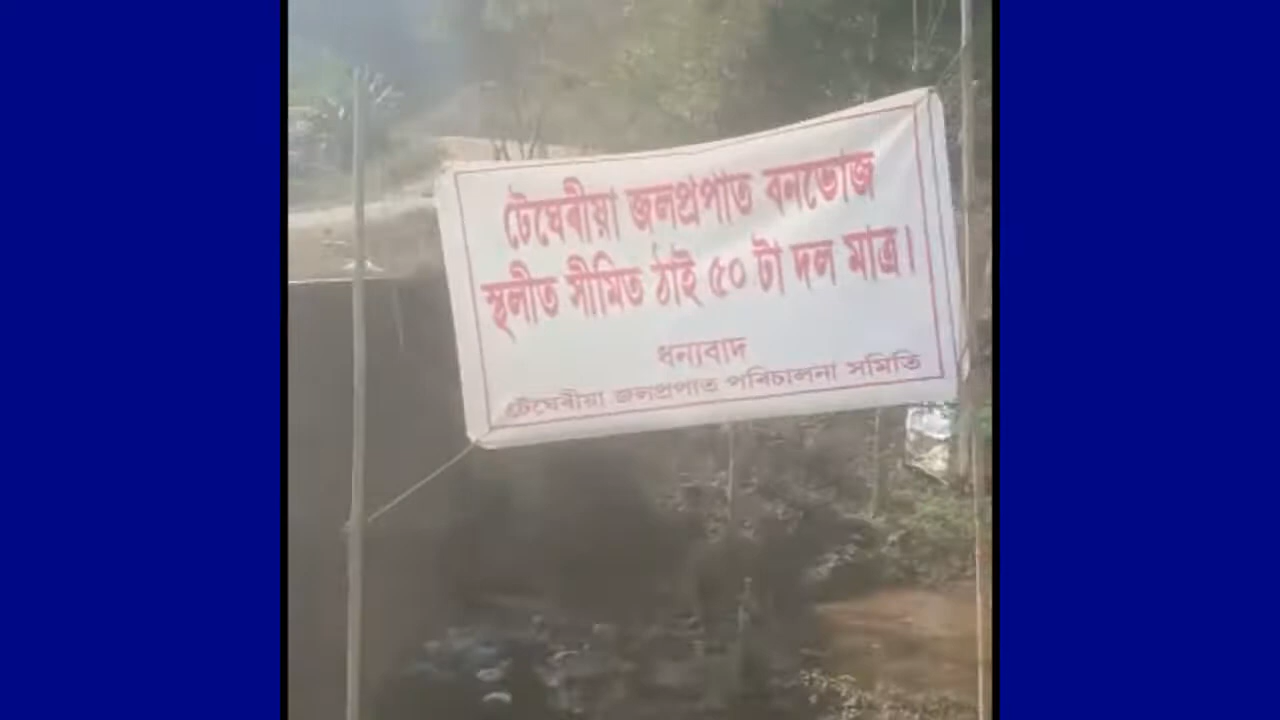 টেঘেৰীয়া জলপ্ৰপাত বনভোজ
স্থলীত সীমিত ঠাই ৫০ টা দল মাত্ৰ।
ধন্যবাদ
টেঘেৰীয়া জলপ্ৰপাত পৰিচালনা সমিতি